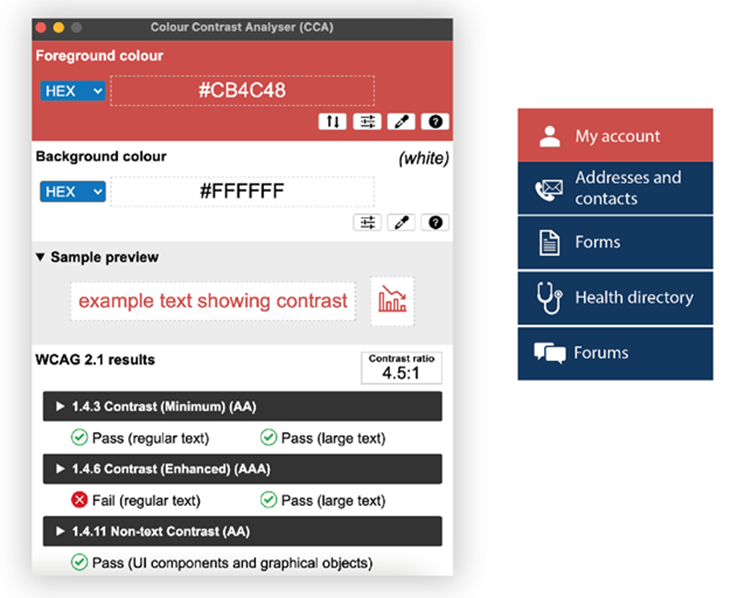 Colour Contrast Analyser (CCA)
Foreground colour
HEX
#CB4C48
Background colour
(white)
HEX
#FFFFFF
Sample preview
example text showing contrast
WCAG 2.1 results
Contrast ratio
4.5:1
1.4.3 Contrast (Minimum) (AA)
Pass (regular text)
Pass (large text)
1.4.6 Contrast (Enhanced) (AAA)
Fail (regular text)
Pass (large text)
1.4.11 Non-text Contrast (AA)
Pass (UI components and graphical objects)
My account
Addresses and
contacts
Forms
Health directory
Forums